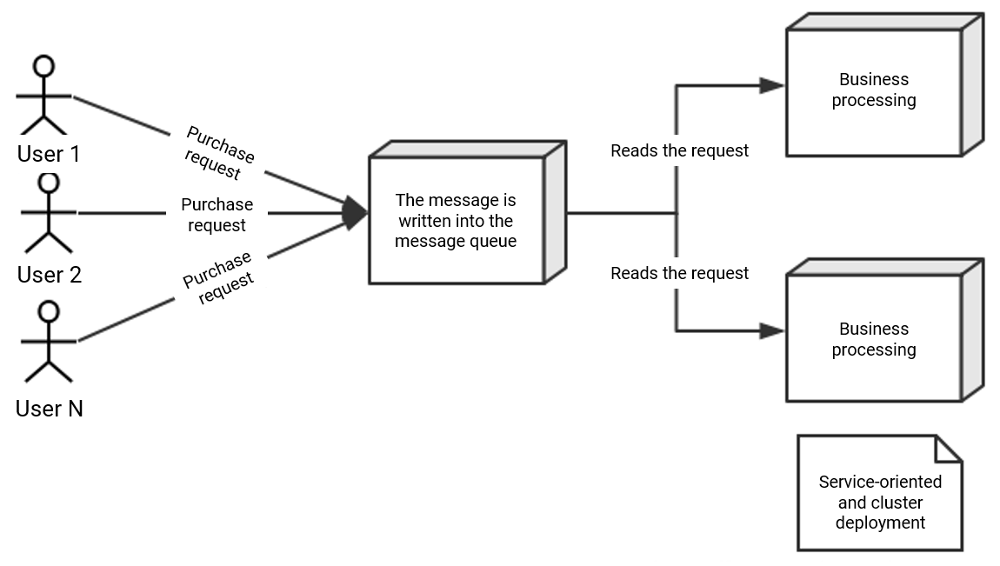 User 1
Purchase
request
User 2
Purchase
request
User N
Purchase
request
The message is
written into the
message queue
Reads the request
Reads the request
Business
processing
Business
processing
Service-oriented
and cluster
deployment